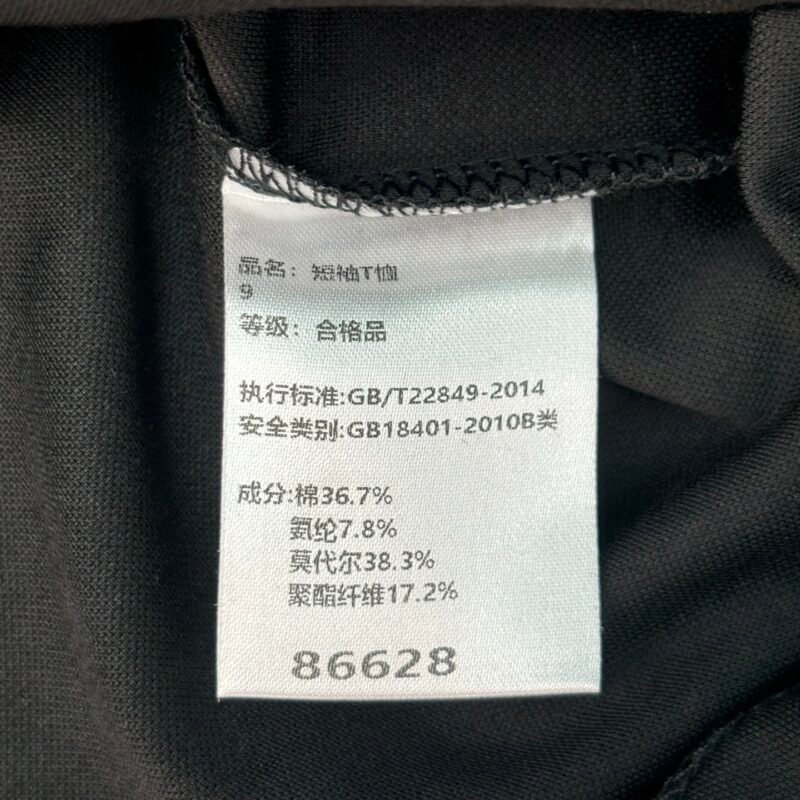 品名：短袖T恤
9
等级：合格品
执行标准:GB/T22849-2014
安全类别:GB18401-2010B类
成分:棉36.7%
氨纶7.8%
莫代尔38.3%
聚酯纤维17.2%
86628